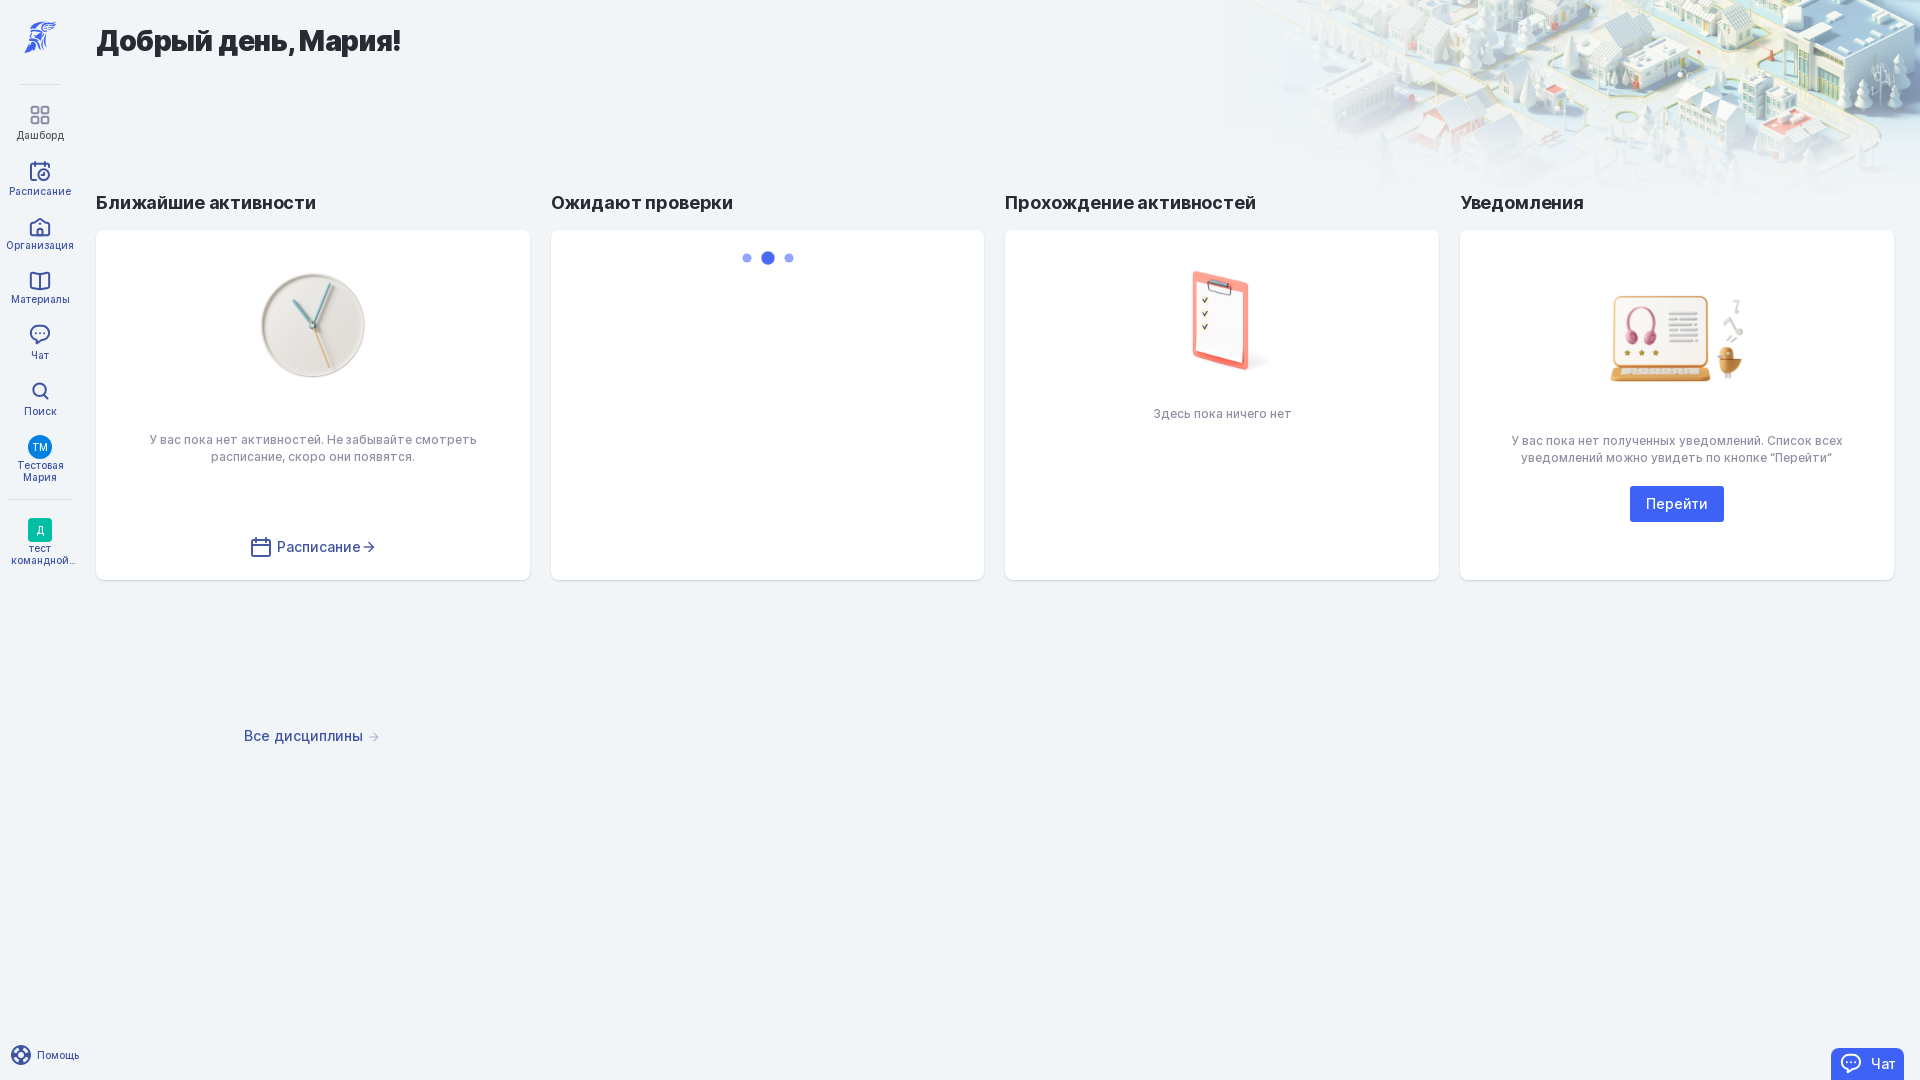 Добрый день, Мария!
Дашборд
Расписание
Организация
Материалы
Чат
Поиск
ТМ
Тестовая
Мария
Д
тест
командной...
Помощь
Ближайшие активности
У вас пока нет активностей. Не забывайте смотреть
расписание, скоро они появятся.
Расписание
Ожидают проверки
Прохождение активностей
Здесь пока ничего нет
Уведомления
У вас пока нет полученных уведомлений. Список всех
уведомлений можно увидеть по кнопке “Перейти“
Перейти
Все дисциплины
Чат